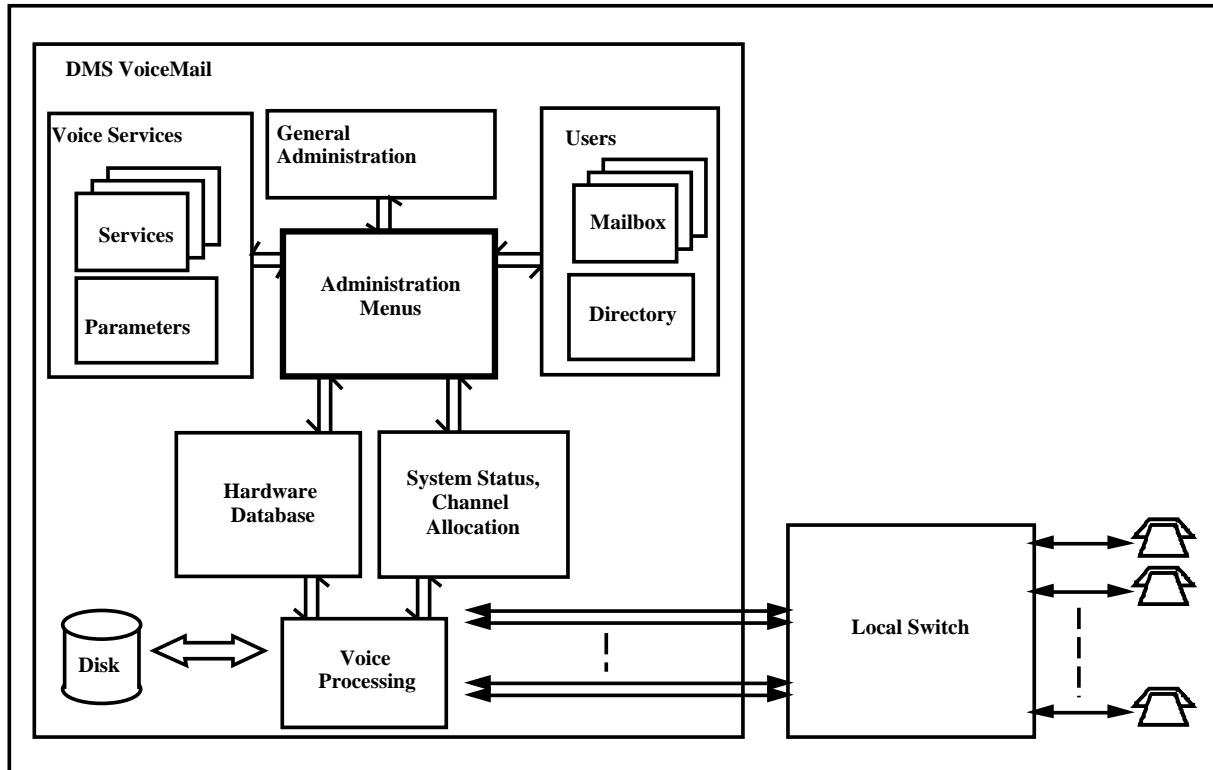 DMS VoiceMail
Voice Services
Services
Parameters
General
Administration
Users
Mailbox
Directory
Administration
Menus
Hardware
Database
System Status,
Channel
Allocation
Disk
Voice
Processing
Local Switch